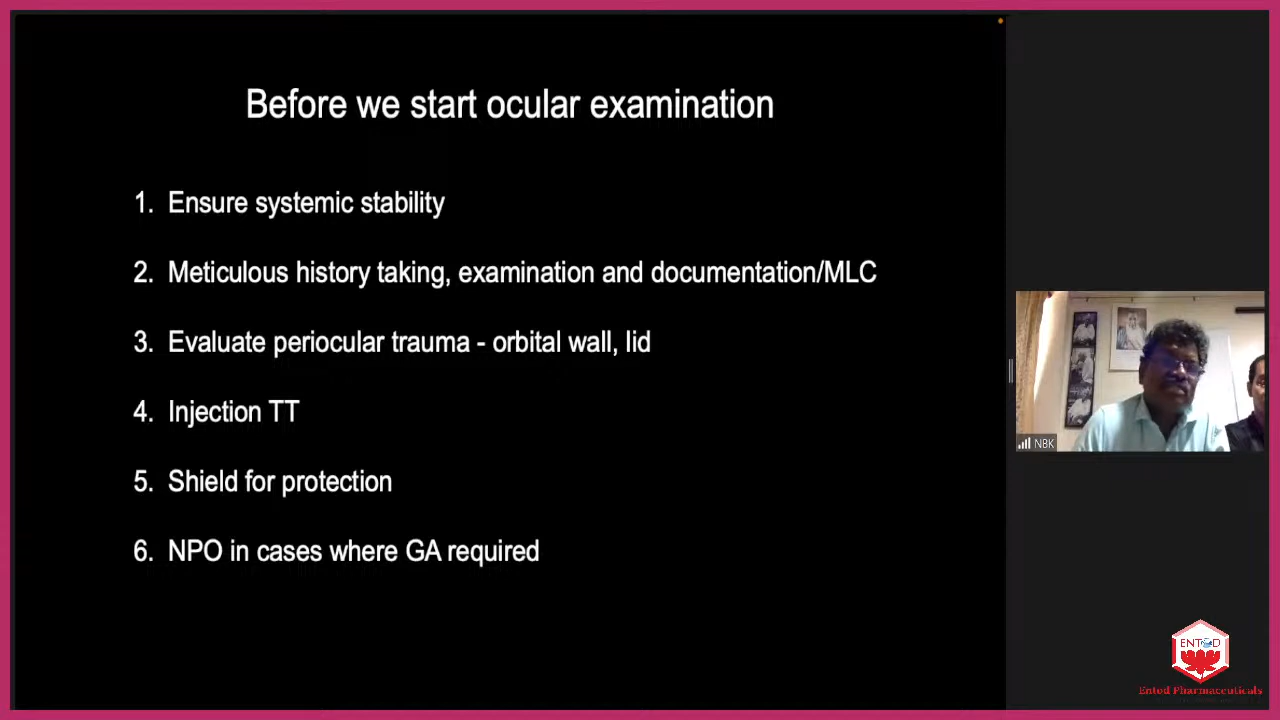 Before we start ocular examination
1. Ensure systemic stability
2. Meticulous history taking, examination and documentation/MLC
3. Evaluate periocular trauma - orbital wall, lid
4. Injection TT
5. Shield for protection
6. NPO in cases where GA required
NBK
ENTOD
Entod Pharmaceuticals